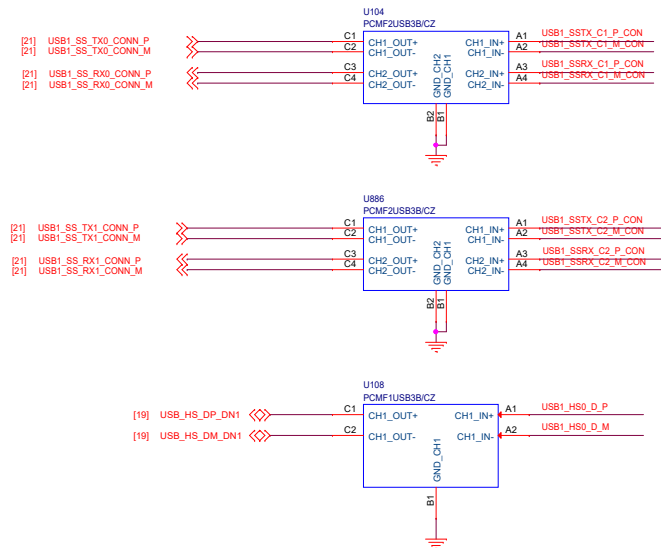 U104
PCMF2USB3B/CZ
[21] USB1_SS_TX0_CONN_P C1 CH1_OUT+ CH1_IN+ A1 USB1_SSTX_C1_P_CON
[21] USB1_SS_TX0_CONN_M C2 CH1_OUT- CH1_IN- A2 USB1_SSTX_C1_M_CON
[21] USB1_SS_RX0_CONN_P C3 CH2_OUT+ CH2_IN+ A3 USB1_SSRX_C1_P_CON
[21] USB1_SS_RX0_CONN_M C4 CH2_OUT- CH2_IN- A4 USB1_SSRX_C1_M_CON
GND_CH2
GND_CH1
B2
B1
U886
PCMF2USB3B/CZ
[21] USB1_SS_TX1_CONN_P C1 CH1_OUT+ CH1_IN+ A1 USB1_SSTX_C2_P_CON
[21] USB1_SS_TX1_CONN_M C2 CH1_OUT- CH1_IN- A2 USB1_SSTX_C2_M_CON
[21] USB1_SS_RX1_CONN_P C3 CH2_OUT+ CH2_IN+ A3 USB1_SSRX_C2_P_CON
[21] USB1_SS_RX1_CONN_M C4 CH2_OUT- CH2_IN- A4 USB1_SSRX_C2_M_CON
GND_CH2
GND_CH1
B2
B1
U108
PCMF1USB3B/CZ
[19] USB_HS_DP_DN1 C1 CH1_OUT+ CH1_IN+ A1 USB1_HS0_D_P
[19] USB_HS_DM_DN1 C2 CH1_OUT- CH1_IN- A2 USB1_HS0_D_M
GND_CH1
B1